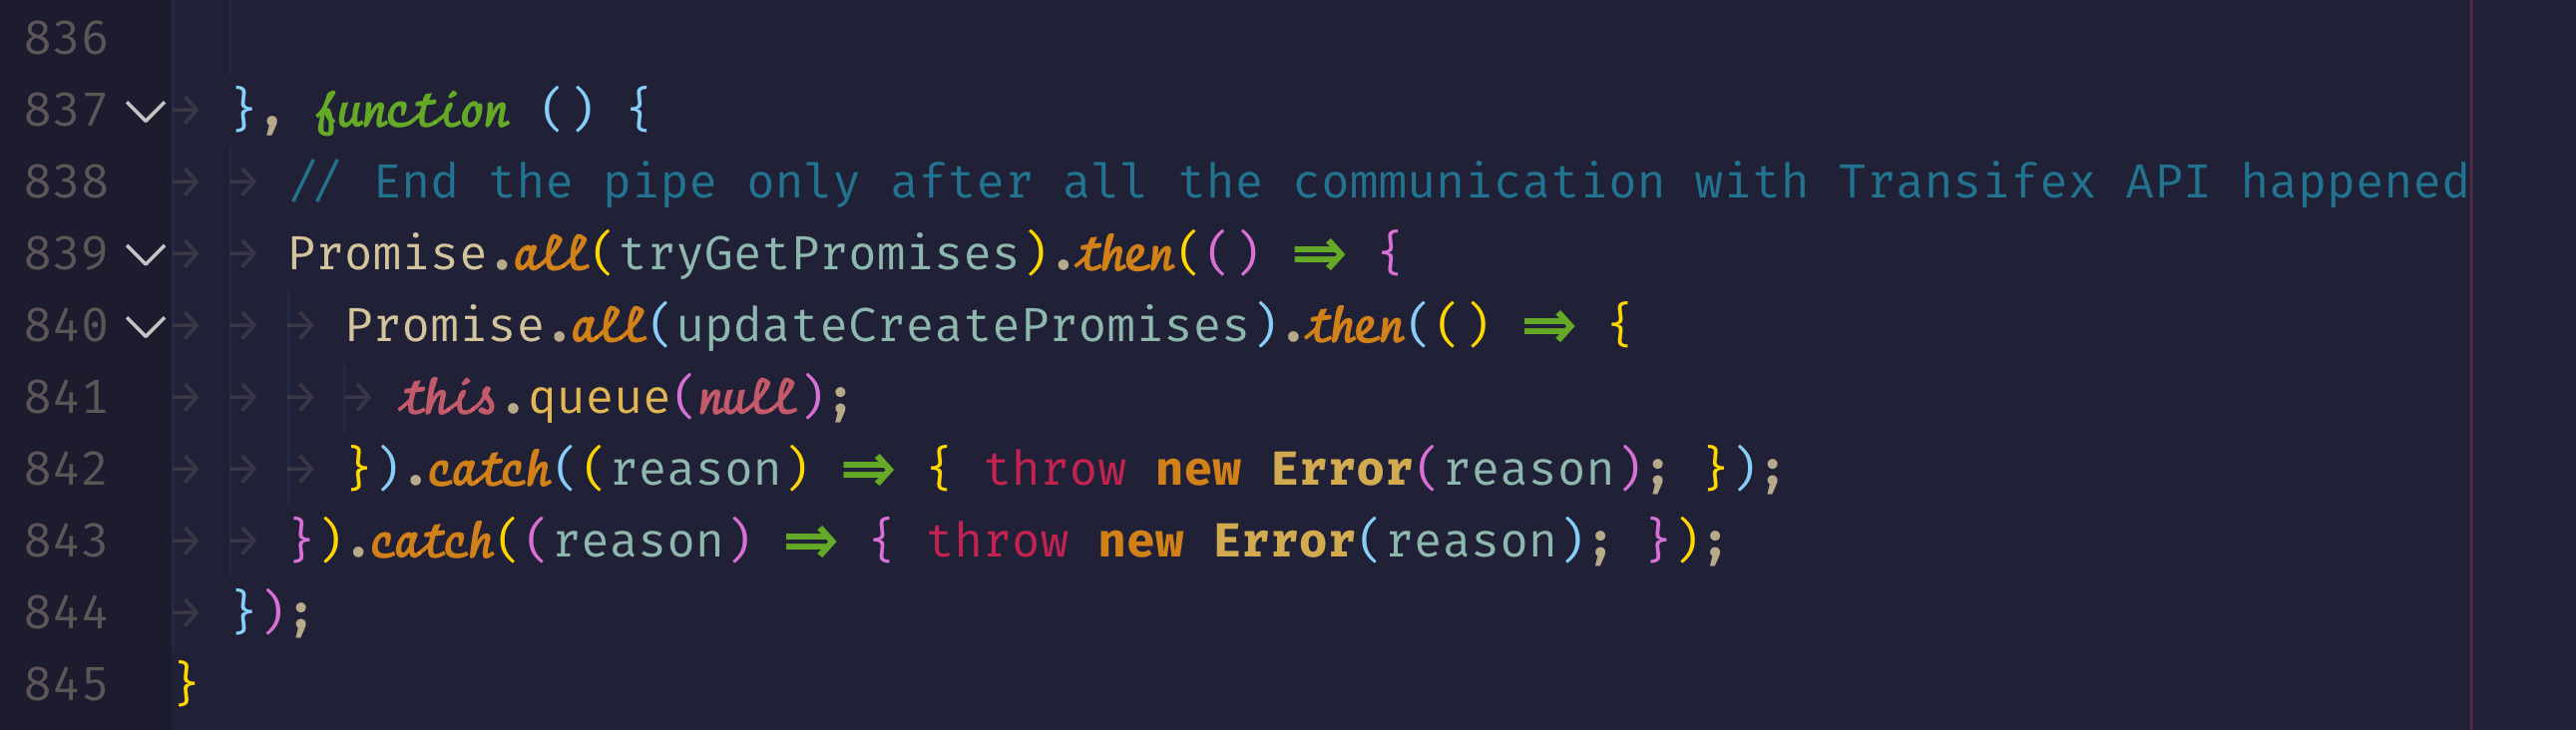 836
837 }, function () {
838 // End the pipe only after all the communication with Transifex API happened
839 Promise.all(tryGetPromises).then(() => {
840 Promise.all(updateCreatePromises).then(() => {
841 this.queue(null);
842 }).catch((reason) => { throw new Error(reason); });
843 }).catch((reason) => { throw new Error(reason); });
844 });
845 }